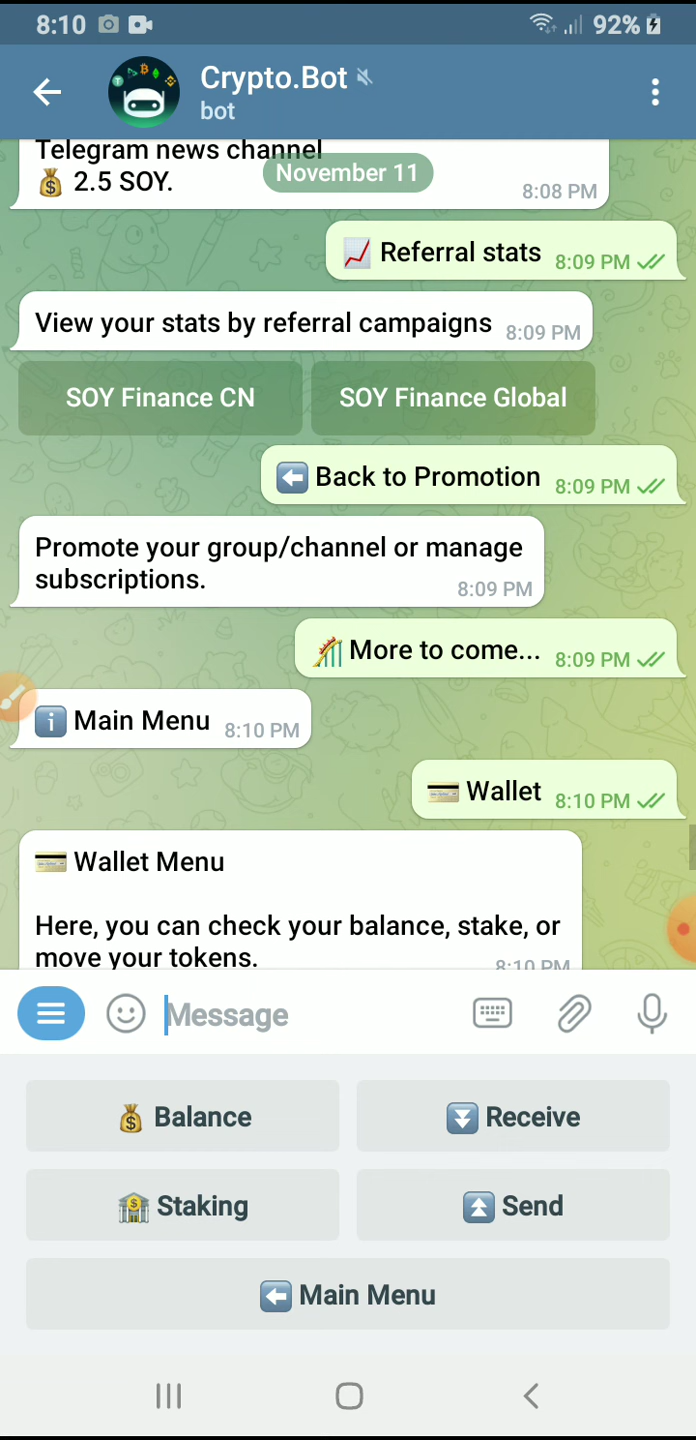 8:10
92%
Crypto.Bot
bot
Telegram news channel
2.5 SOY.
8:08 PM
November 11
Referral stats 8:09 PM
View your stats by referral campaigns 8:09 PM
SOY Finance CN
SOY Finance Global
Back to Promotion 8:09 PM
Promote your group/channel or manage
subscriptions.
8:09 PM
More to come... 8:09 PM
Main Menu 8:10 PM
Wallet 8:10 PM
Wallet Menu
Here, you can check your balance, stake, or
move your tokens.
8:10 PM
Message
Balance
Receive
Staking
Send
Main Menu